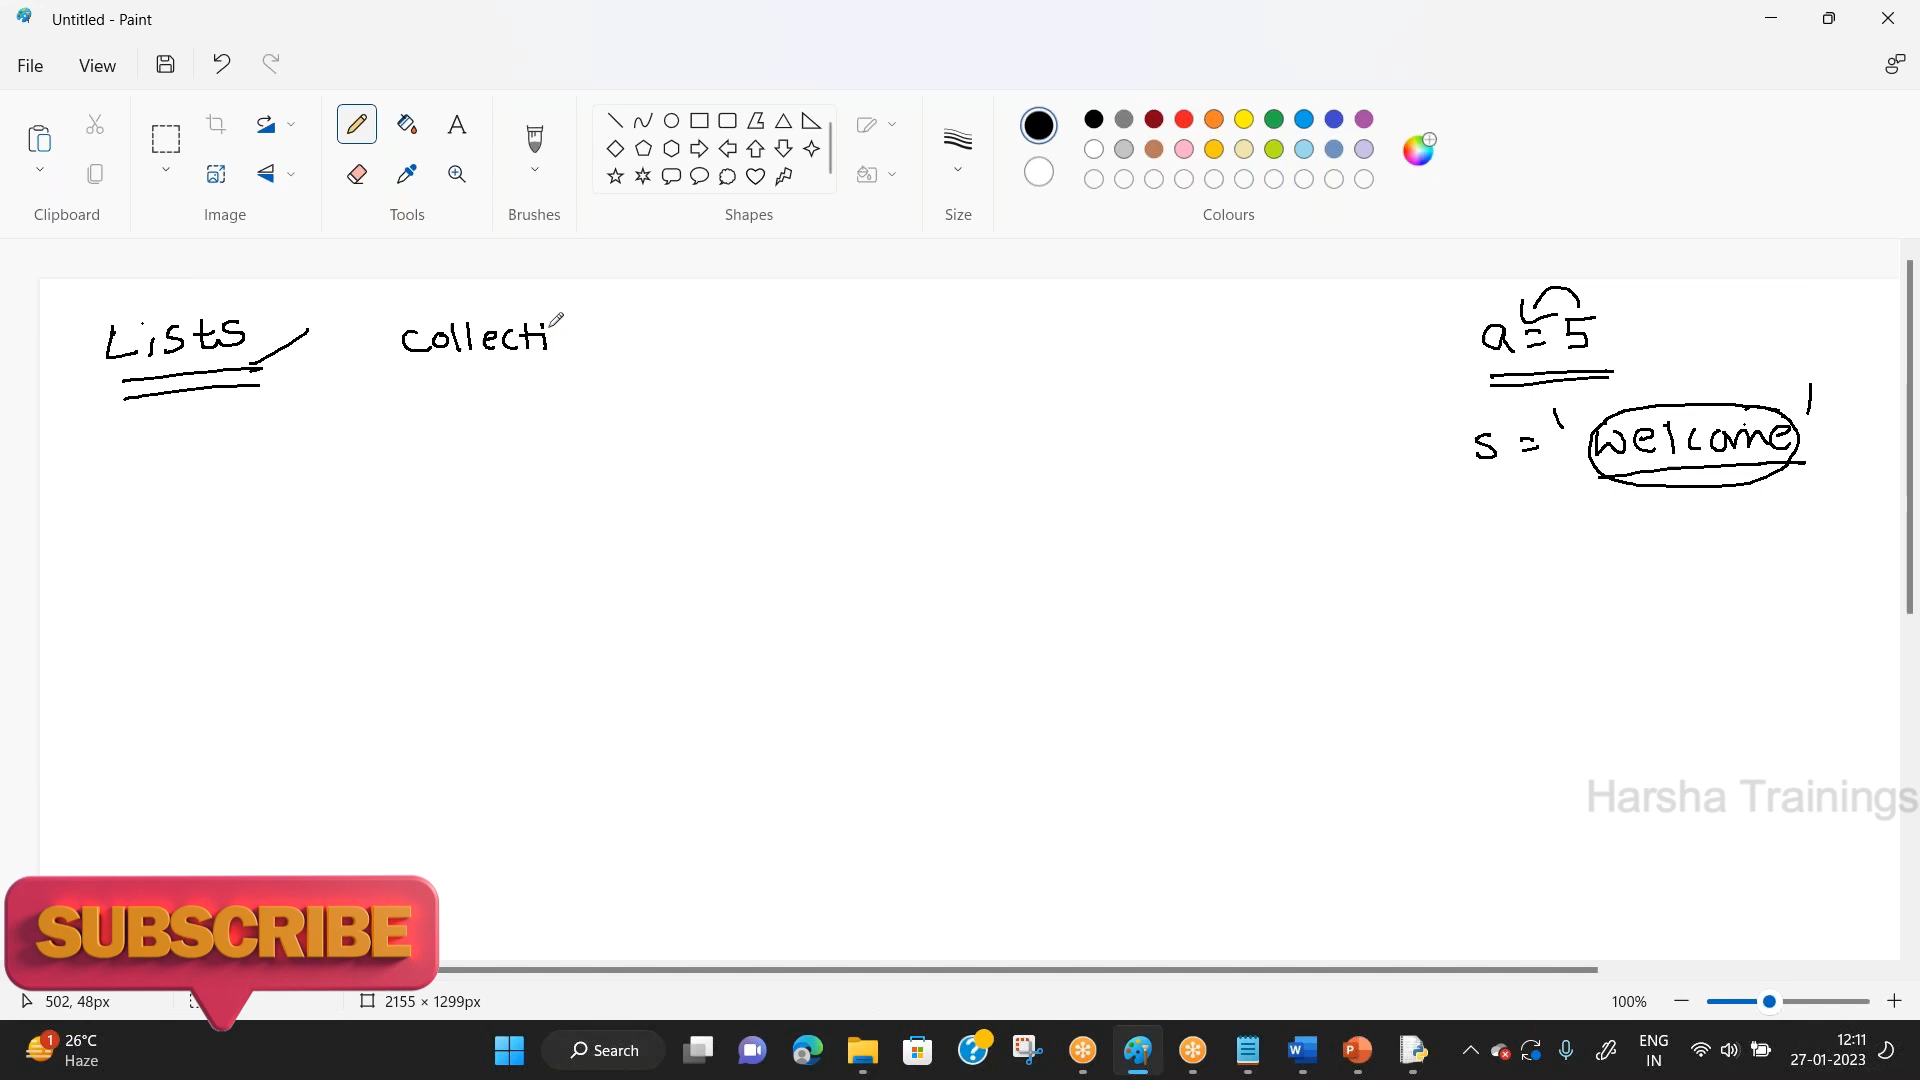 Untitled - Paint
File View
Clipboard Image Tools Brushes Shapes Size Colours
Lists collecti
a = 5
s = ' welcome '
Harsha Trainings
SUBSCRIBE
502, 48px 2155 × 1299px 100%
1 26°C
Haze
Search
ENG
IN
12:11
27-01-2023